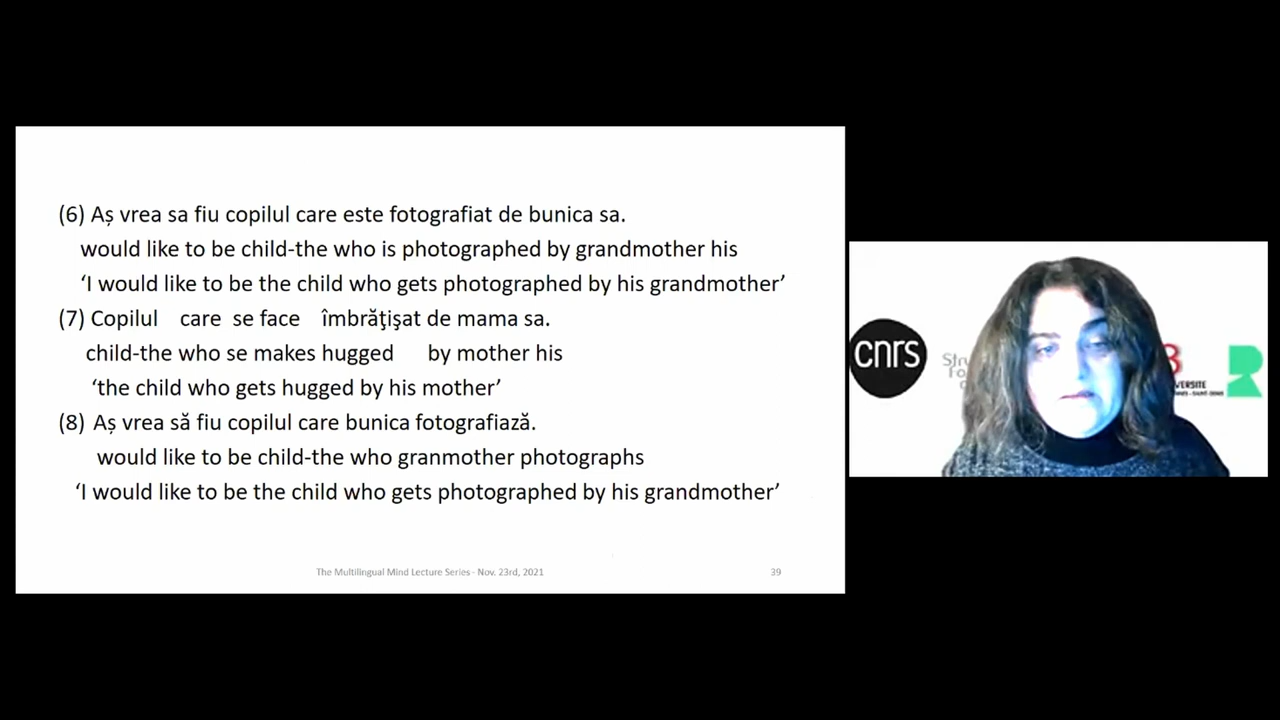 (6) Aș vrea sa fiu copilul care este fotografiat de bunica sa.
would like to be child-the who is photographed by grandmother his
‘I would like to be the child who gets photographed by his grandmother’
(7) Copilul care se face îmbrăţişat de mama sa.
child-the who se makes hugged by mother his
‘the child who gets hugged by his mother’
(8) Aș vrea să fiu copilul care bunica fotografiază.
would like to be child-the who granmother photographs
‘I would like to be the child who gets photographed by his grandmother’
The Multilingual Mind Lecture Series - Nov. 23rd, 2021
39
cnrs